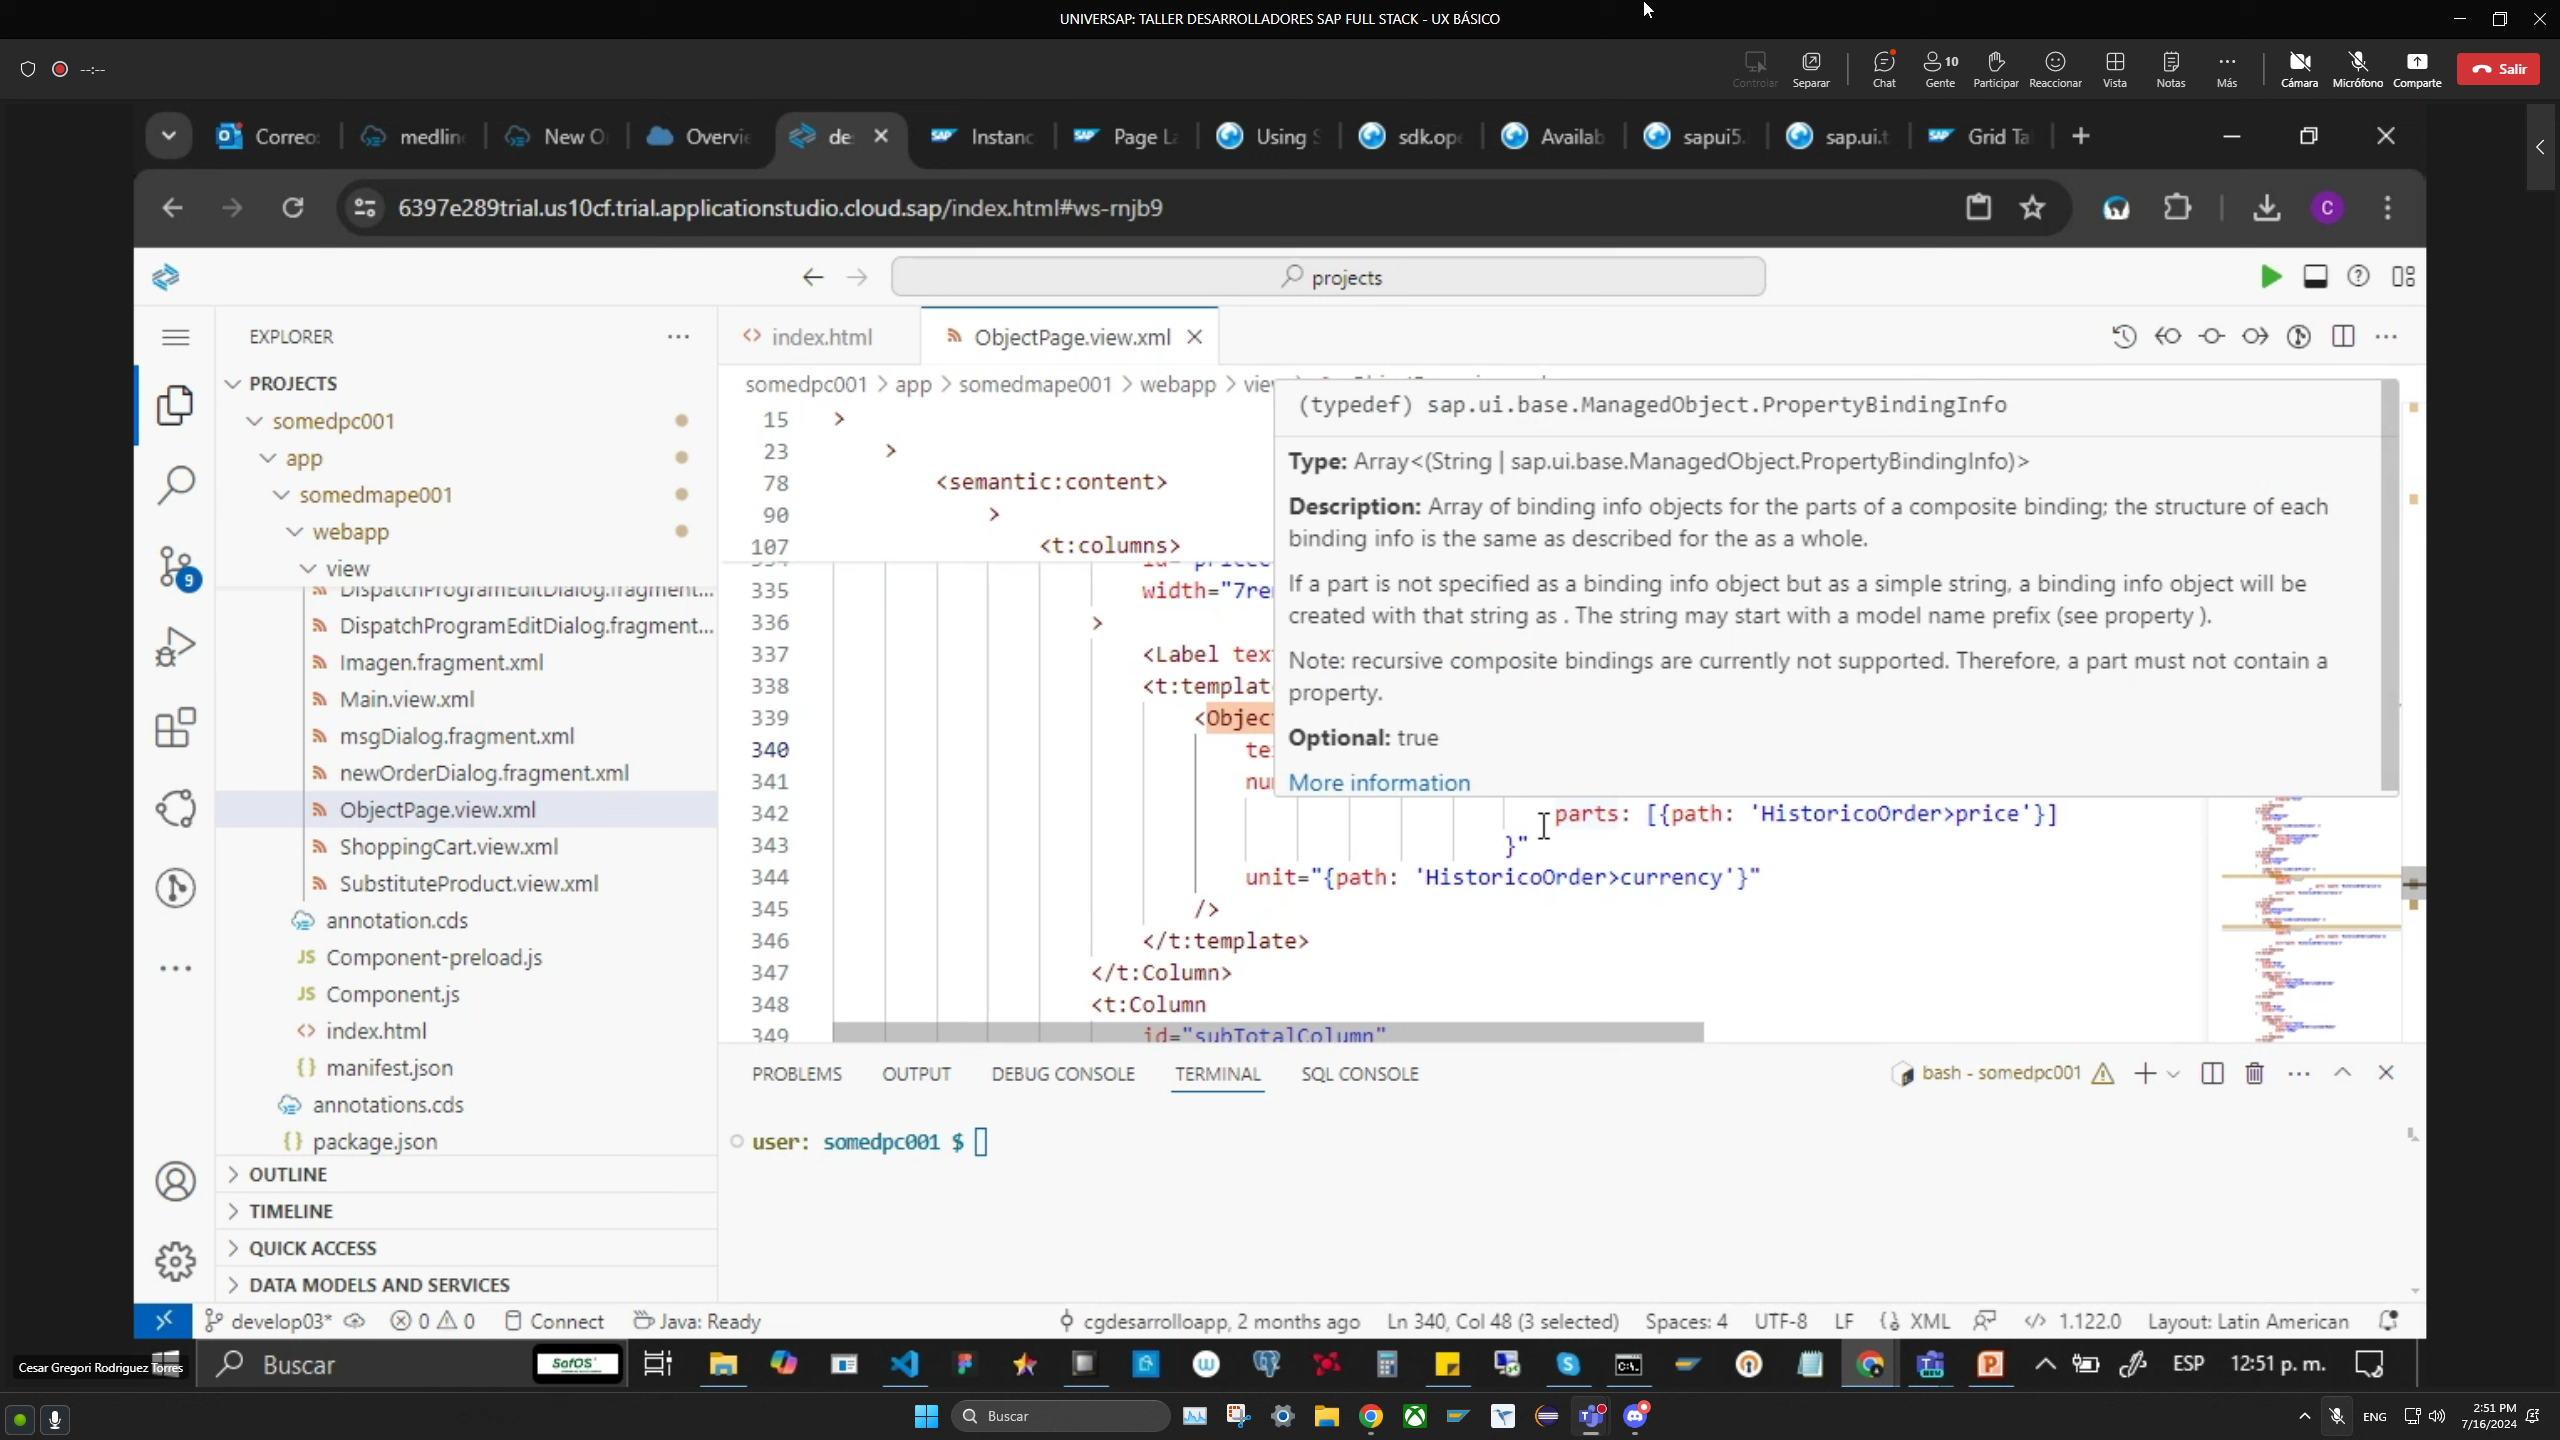 UNIVERSAP: TALLER DESARROLLADORES SAP FULL STACK - UX BÁSICO
--:--
Controlar
Separar
Chat
10
Gente
Participar
Reaccionar
Vista
Notas
Más
Cámara
Micrófono
Comparte
Salir
Correo:
medline
New O
Overvie
de
Instanc
Page La
Using S
sdk.ope
Availab
sapui5.
sap.ui.t
Grid Ta
6397e289trial.us10cf.trial.applicationstudio.cloud.sap/index.html#ws-rnjb9
C
projects
EXPLORER
PROJECTS
somedpc001
app
somedmape001
webapp
view
DispatchProgramEditDialog.fragment...
DispatchProgramEditDialog.fragment...
Imagen.fragment.xml
Main.view.xml
msgDialog.fragment.xml
newOrderDialog.fragment.xml
ObjectPage.view.xml
ShoppingCart.view.xml
SubstituteProduct.view.xml
annotation.cds
JS Component-preload.js
JS Component.js
<> index.html
{} manifest.json
annotations.cds
{} package.json
OUTLINE
TIMELINE
QUICK ACCESS
DATA MODELS AND SERVICES
9
<> index.html
ObjectPage.view.xml
somedpc001 > app > somedmape001 > webapp > view
15 >
23 >
78 <semantic:content>
90 >
107 <t:columns>
335 width="7rem
336 >
337 <Label tex
338 <t:templat
339 <Objec
340 te
341 nu
342 parts: [{path: 'HistoricoOrder>price'}]
343 }"
344 unit="{path: 'HistoricoOrder>currency'}"
345 />
346 </t:template>
347 </t:Column>
348 <t:Column
349 id="subTotalColumn"
(typedef) sap.ui.base.ManagedObject.PropertyBindingInfo
Type: Array<(String | sap.ui.base.ManagedObject.PropertyBindingInfo)>
Description: Array of binding info objects for the parts of a composite binding; the structure of each
binding info is the same as described for the as a whole.
If a part is not specified as a binding info object but as a simple string, a binding info object will be
created with that string as . The string may start with a model name prefix (see property ).
Note: recursive composite bindings are currently not supported. Therefore, a part must not contain a
property.
Optional: true
More information
PROBLEMS
OUTPUT
DEBUG CONSOLE
TERMINAL
SQL CONSOLE
bash - somedpc001
user: somedpc001 $
develop03*
0
0
Connect
Java: Ready
cgdesarrolloapp, 2 months ago
Ln 340, Col 48 (3 selected)
Spaces: 4
UTF-8
LF
XML
1.122.0
Layout: Latin American
Cesar Gregori Rodriguez Torres
Buscar
SafOS
ESP
12:51 p. m.
Buscar
ENG
2:51 PM
7/16/2024